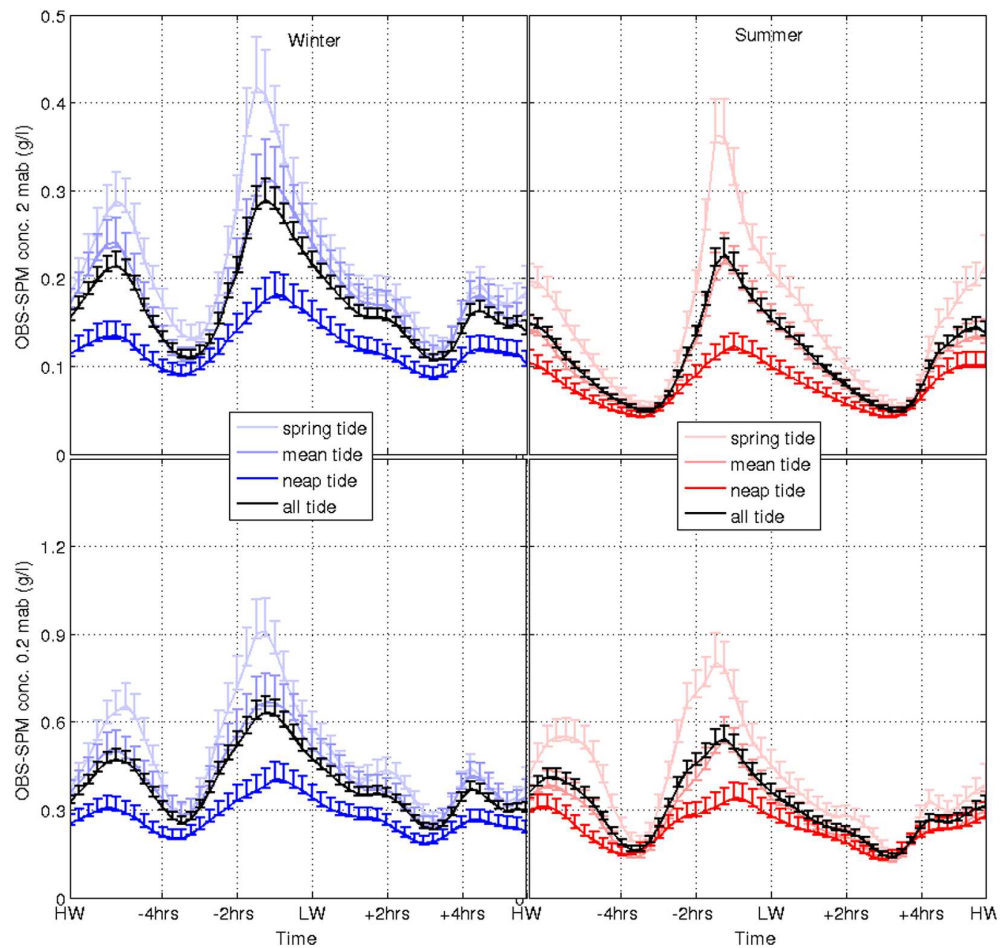 Winter
Summer
0.5
0.4
0.3
0.2
0.1
0
OBS-SPM conc. 2 mab (g/l)
spring tide
mean tide
neap tide
all tide
spring tide
mean tide
neap tide
all tide
1.2
0.9
0.6
0.3
0
OBS-SPM conc. 0.2 mab (g/l)
HW -4hrs -2hrs LW +2hrs +4hrs HW -4hrs -2hrs LW +2hrs +4hrs HW
Time Time